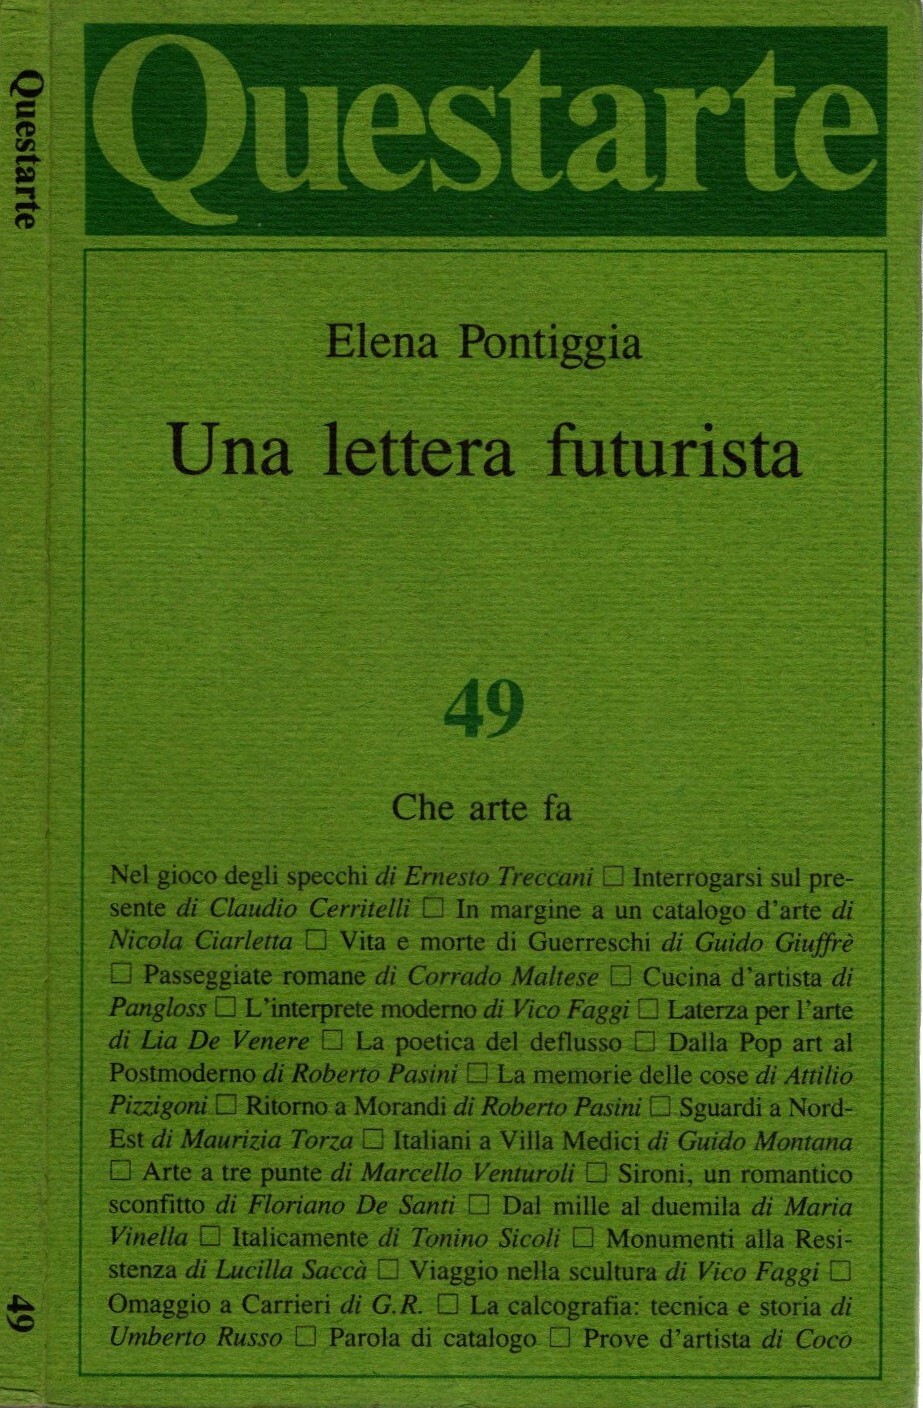 Questarte
49
Questarte
Elena Pontiggia
Una lettera futurista
49
Che arte fa
Nel gioco degli specchi di Ernesto Treccani □ Interrogarsi sul pre-
sente di Claudio Cerritelli □ In margine a un catalogo d'arte di
Nicola Ciarletta □ Vita e morte di Guerreschi di Guido Giuffrè
□ Passeggiate romane di Corrado Maltese □ Cucina d'artista di
Pangloss □ L'interprete moderno di Vico Faggi □ Laterza per l'arte
di Lia De Venere □ La poetica del deflusso □ Dalla Pop art al
Postmoderno di Roberto Pasini □ La memorie delle cose di Attilio
Pizzigoni □ Ritorno a Morandi di Roberto Pasini □ Sguardi a Nord-
Est di Maurizia Torza □ Italiani a Villa Medici di Guido Montana
□ Arte a tre punte di Marcello Venturoli □ Sironi, un romantico
sconfitto di Floriano De Santi □ Dal mille al duemila di Maria
Vinella □ Italicamente di Tonino Sicoli □ Monumenti alla Resi-
stenza di Lucilla Saccà □ Viaggio nella scultura di Vico Faggi □
Omaggio a Carrieri di G.R. □ La calcografia: tecnica e storia di
Umberto Russo □ Parola di catalogo □ Prove d'artista di Coco